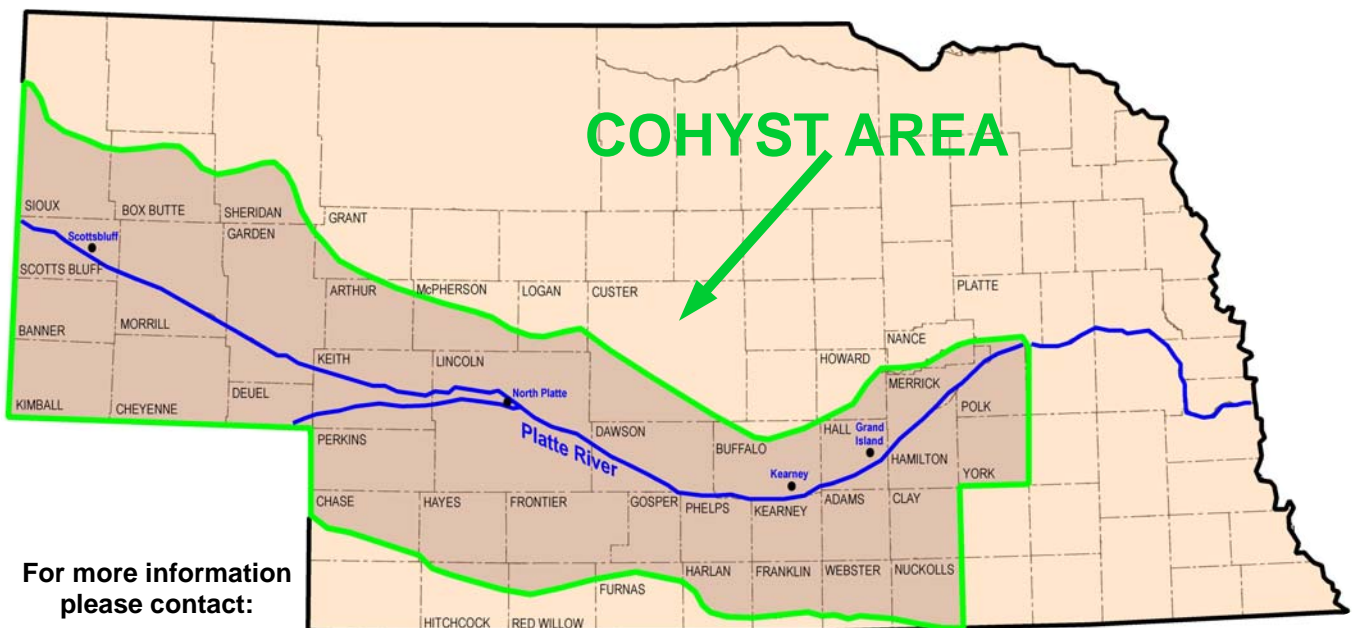 COHYST AREA
SIOUX
BOX BUTTE
SHERIDAN
GRANT
Scottsbluff
GARDEN
SCOTTS BLUFF
ARTHUR
McPHERSON
LOGAN
CUSTER
PLATTE
BANNER
MORRILL
NANCE
KEITH
LINCOLN
HOWARD
MERRICK
KIMBALL
CHEYENNE
DEUEL
North Platte
POLK
PERKINS
Platte River
DAWSON
BUFFALO
HALL
Grand
Island
HAMILTON
Kearney
YORK
CHASE
HAYES
FRONTIER
GOSPER
PHELPS
KEARNEY
ADAMS
CLAY
For more information
please contact:
FURNAS
HARLAN
FRANKLIN
WEBSTER
NUCKOLLS
HITCHCOCK
RED WILLOW